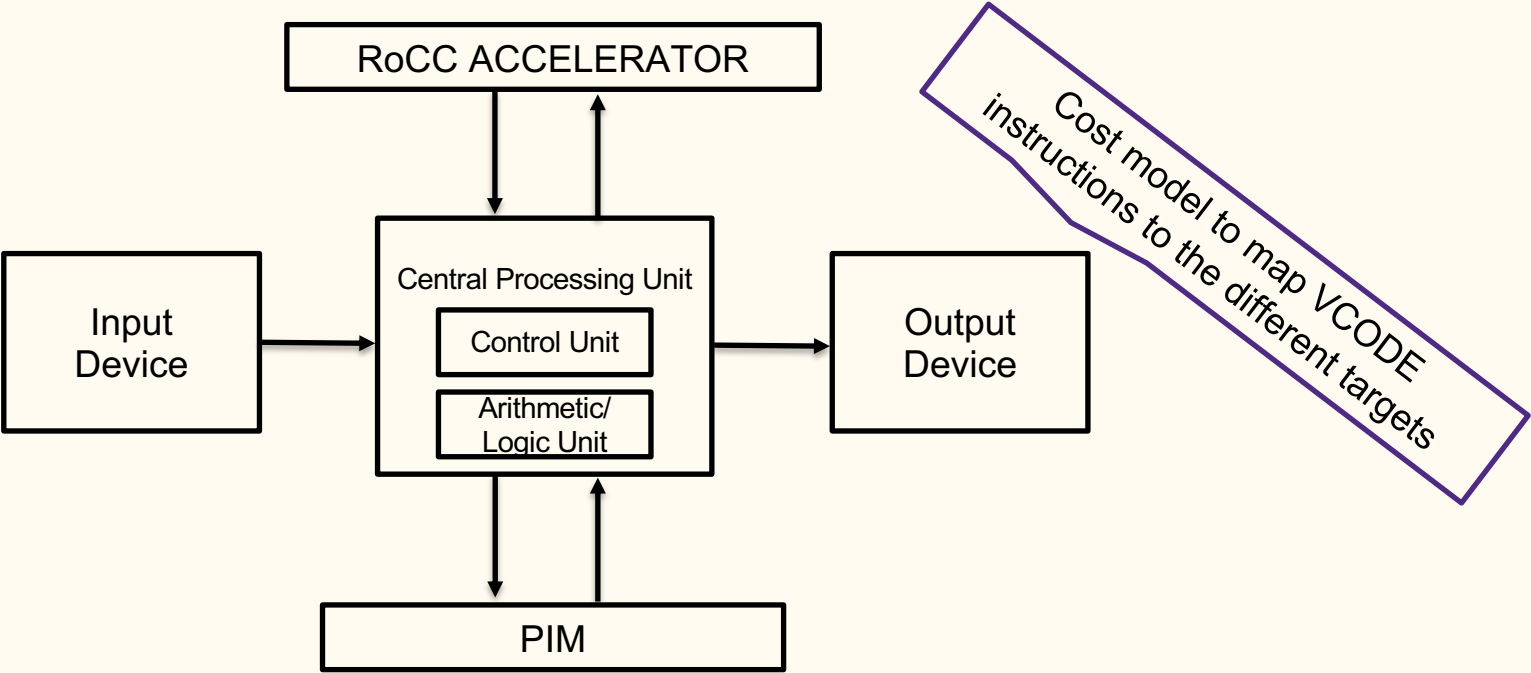 RoCC ACCELERATOR
Cost model to map VCODE
instructions to the different targets
Input
Device
Central Processing Unit
Control Unit
Arithmetic/
Logic Unit
Output
Device
PIM